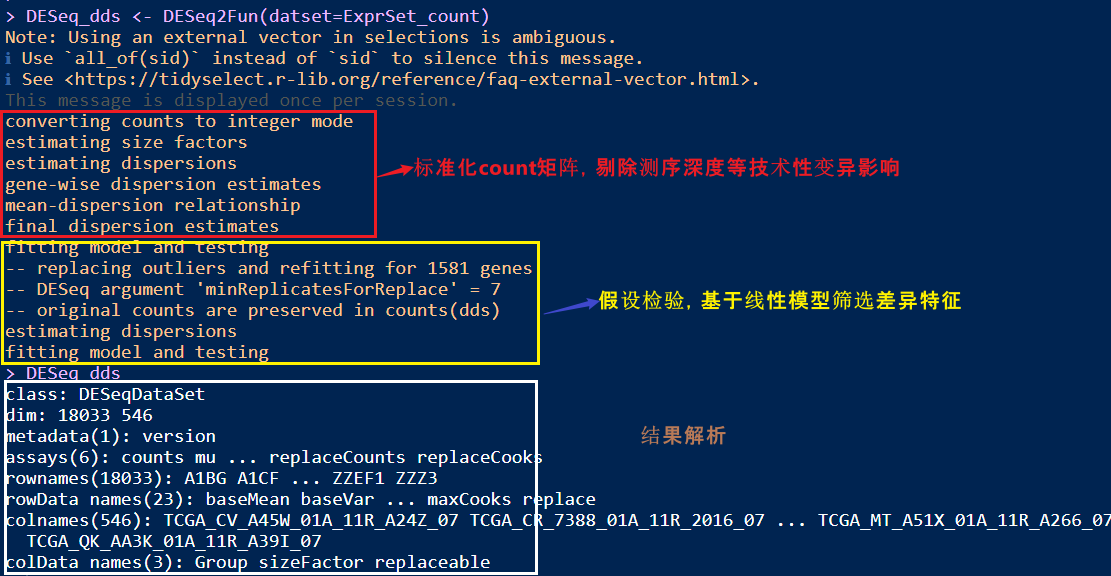 > DESeq_dds <- DESeq2Fun(datset=ExprSet_count)
Note: Using an external vector in selections is ambiguous.
i Use `all_of(sid)` instead of `sid` to silence this message.
i See <https://tidyselect.r-lib.org/reference/faq-external-vector.html>.
This message is displayed once per session.
converting counts to integer mode
estimating size factors
estimating dispersions
gene-wise dispersion estimates
mean-dispersion relationship
final dispersion estimates
标准化count矩阵, 剔除测序深度等技术性变异影响
fitting model and testing
-- replacing outliers and refitting for 1581 genes
-- DESeq argument 'minReplicatesForReplace' = 7
-- original counts are preserved in counts(dds)
estimating dispersions
fitting model and testing
假设检验, 基于线性模型筛选差异特征
> DESeq_dds
class: DESeqDataSet
dim: 18033 546
metadata(1): version
assays(6): counts mu ... replaceCounts replaceCooks
rownames(18033): A1BG A1CF ... ZZEF1 ZZZ3
rowData names(23): baseMean baseVar ... maxCooks replace
colnames(546): TCGA_CV_A45W_01A_11R_A24Z_07 TCGA_CR_7388_01A_11R_2016_07 ... TCGA_MT_A51X_01A_11R_A266_07
TCGA_QK_AA3K_01A_11R_A39I_07
colData names(3): Group sizeFactor replaceable
结果解析